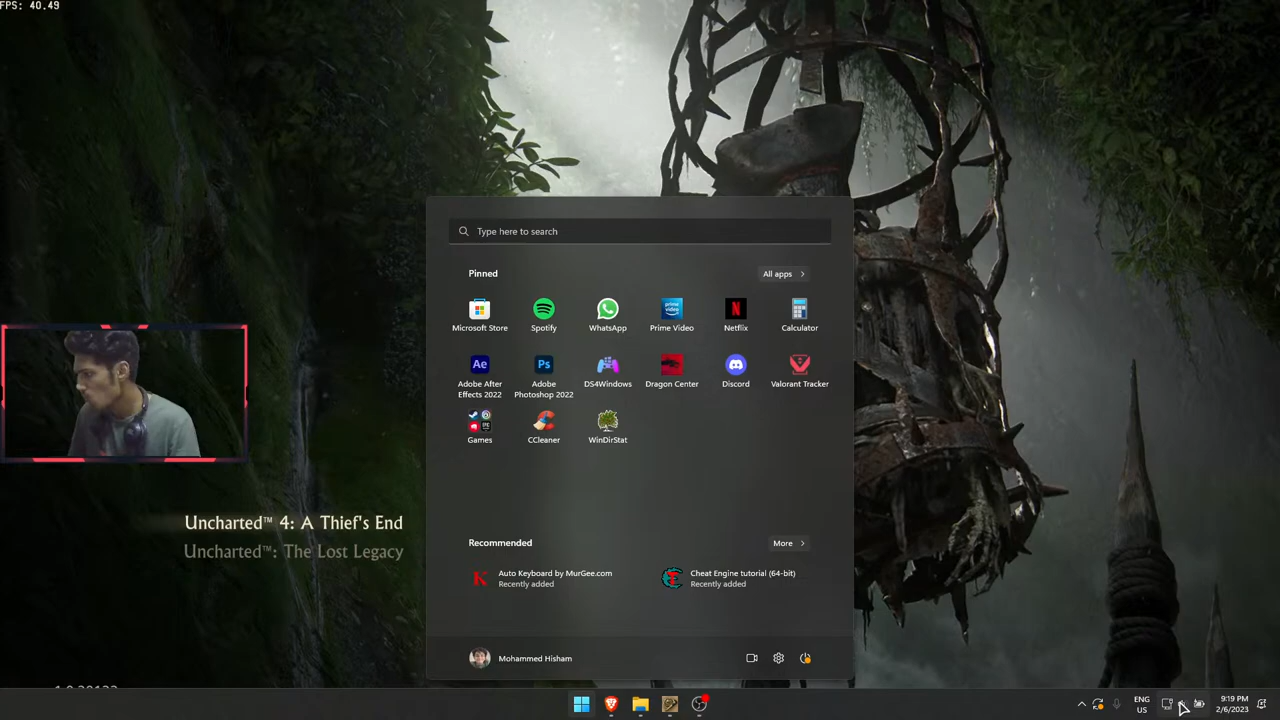 FPS: 40.49
Type here to search
Pinned
All apps
Microsoft Store
Spotify
WhatsApp
Prime Video
Netflix
Calculator
Adobe After
Effects 2022
Adobe
Photoshop 2022
DS4Windows
Dragon Center
Discord
Valorant Tracker
Games
CCleaner
WinDirStat
Uncharted™ 4: A Thief's End
Uncharted™: The Lost Legacy
Recommended
More
Auto Keyboard by MurGee.com
Recently added
Cheat Engine tutorial (64-bit)
Recently added
Mohammed Hisham
ENG
US
9:19 PM
2/6/2023